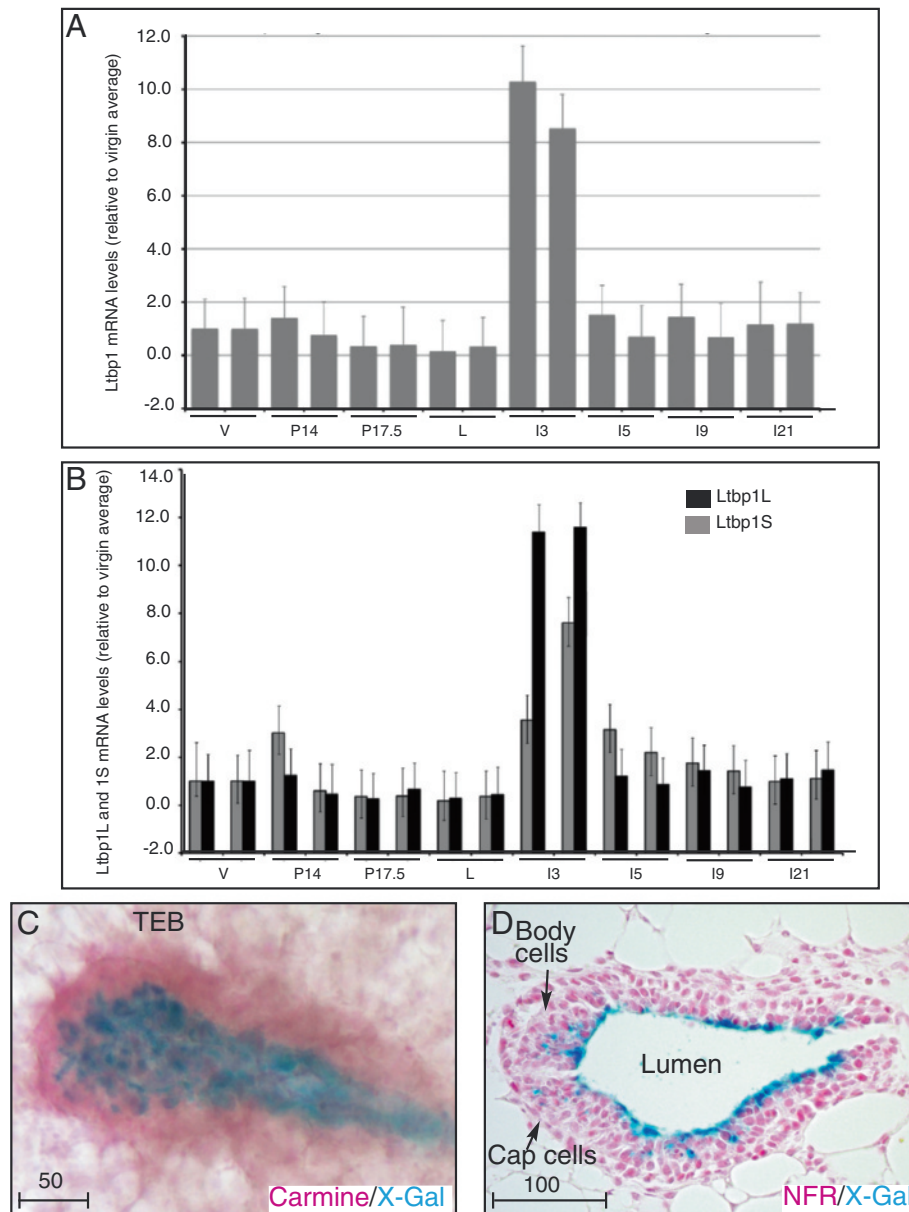 A
Ltbp1 mRNA levels (relative to virgin average)
12.0
10.0
8.0
6.0
4.0
2.0
0.0
-2.0
V P14 P17.5 L I3 I5 I9 I21
B
Ltbp1L and 1S mRNA levels (relative to virgin average)
14.0
12.0
10.0
8.0
6.0
4.0
2.0
0.0
-2.0
Ltbp1L
Ltbp1S
V P14 P17.5 L I3 I5 I9 I21
C
TEB
50
Carmine/X-Gal
D
Body
cells
Lumen
Cap cells
100
NFR/X-Gal